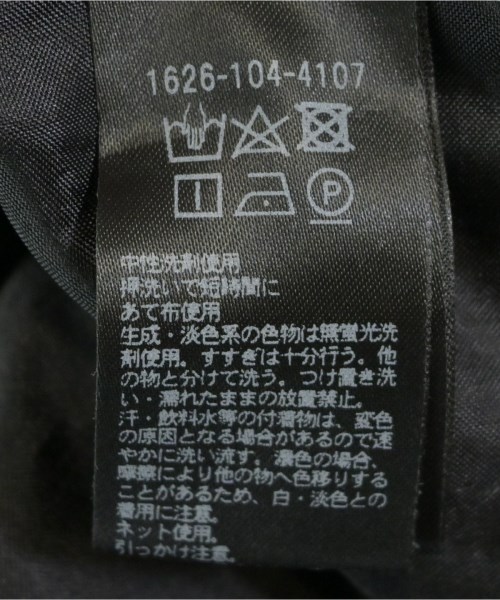 1626-104-4107
中性洗剤使用
押洗いで短時間に
あて布使用
生成・淡色系の色物は無蛍光洗
剤使用。すすぎは十分行う。他
の物と分けて洗う。つけ置き洗
い・濡れたままの放置禁止。
汗・飲料水等の付着物は、変色
の原因となる場合があるので速
やかに洗い流す。濃色の場合、
摩擦により他の物へ色移りする
ことがあるため、白・淡色との
着用に注意。
ネット使用。
引っかけ注意。